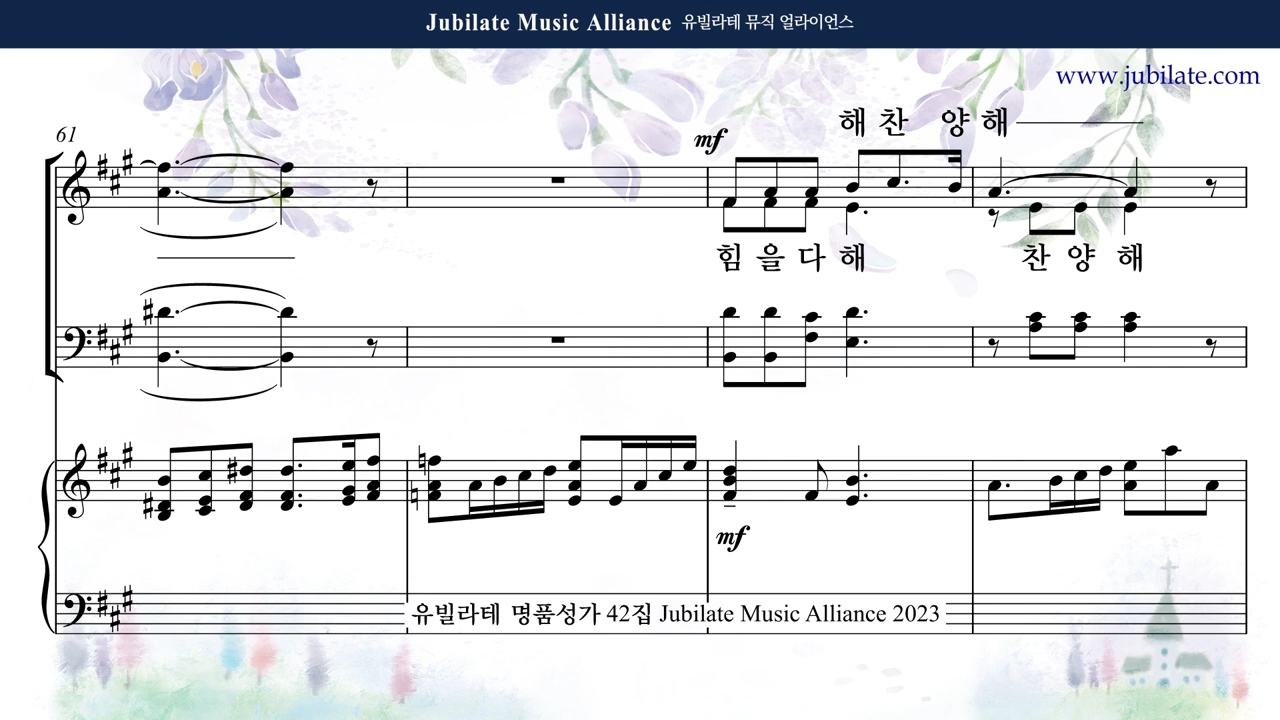 Jubilate Music Alliance 유빌라테 뮤직 얼라이언스
www.jubilate.com
해 찬 양 해
61
mf
힘 을 다 해 찬 양 해
mf
유빌라테 명품성가 42집 Jubilate Music Alliance 2023